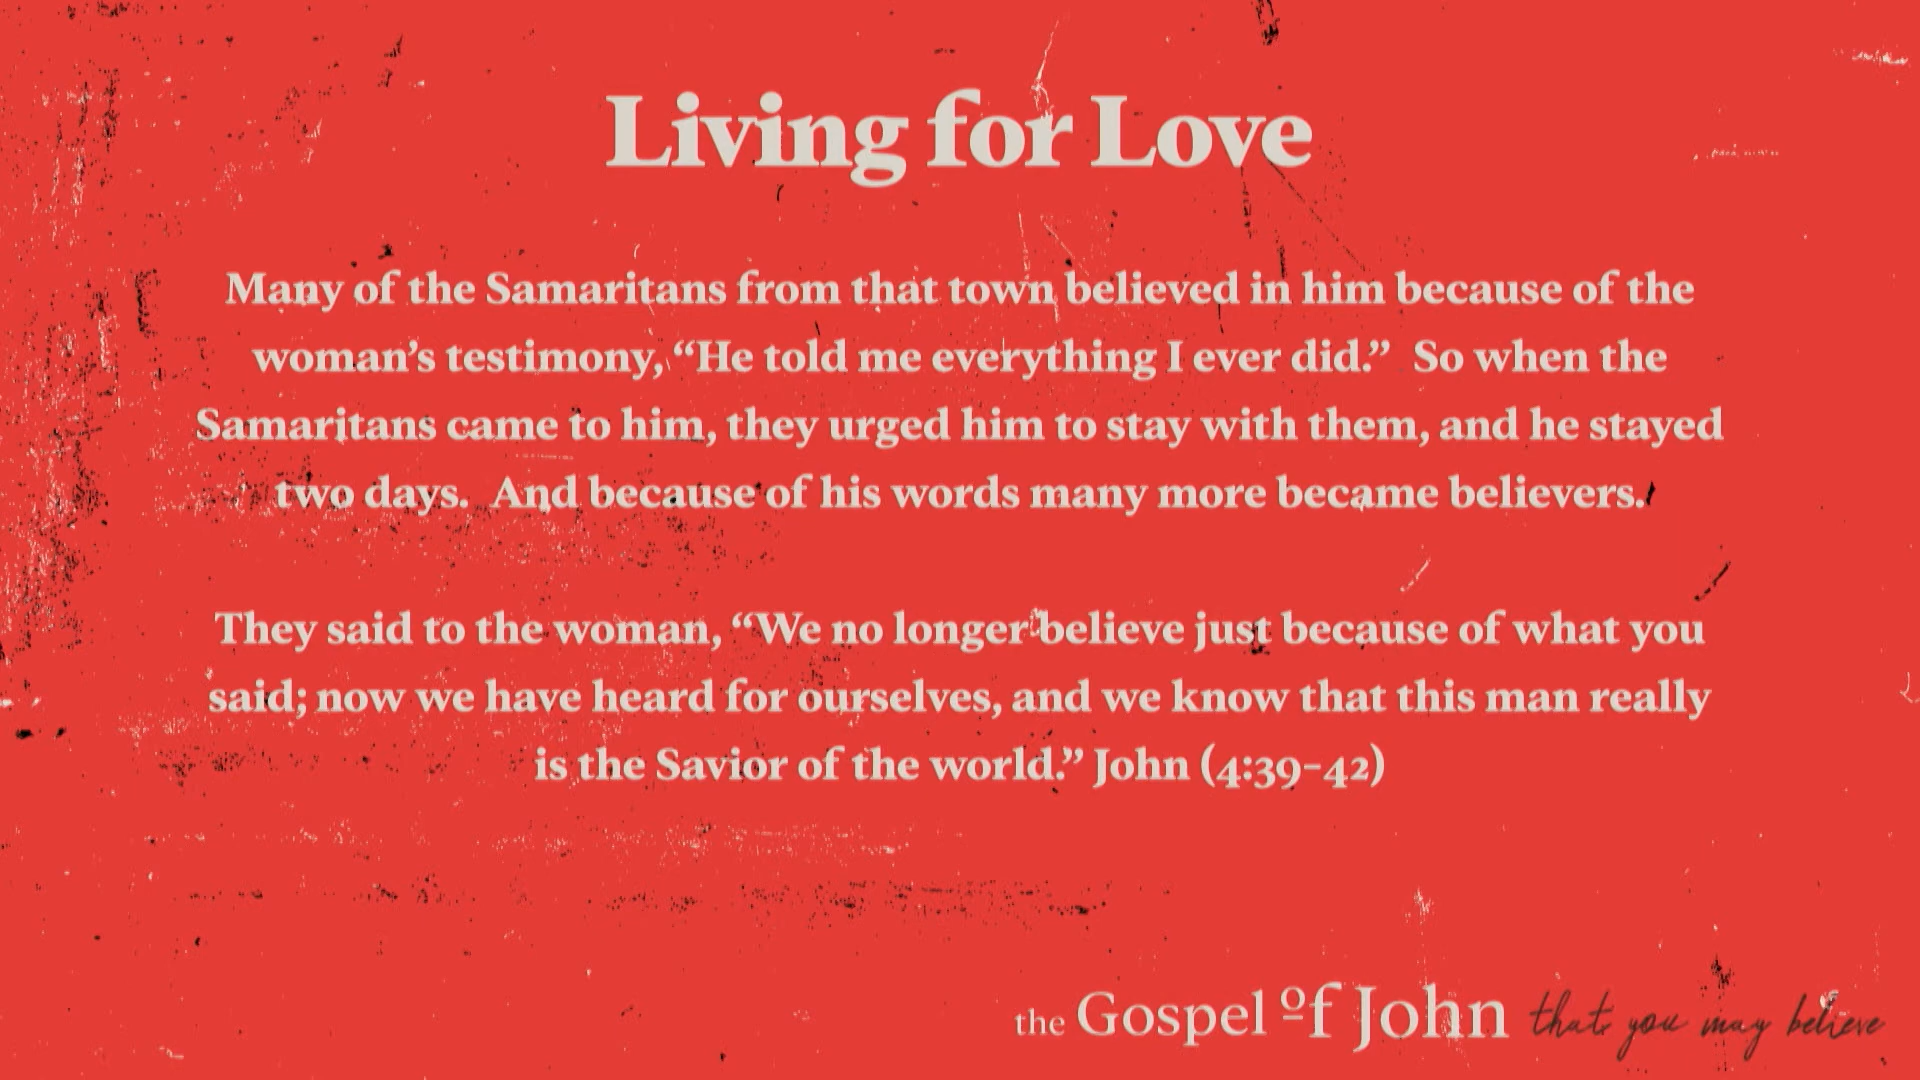 Living for Love
Many of the Samaritans from that town believed in him because of the
woman’s testimony, “He told me everything I ever did.”  So when the
Samaritans came to him, they urged him to stay with them, and he stayed
two days.  And because of his words many more became believers.
They said to the woman, “We no longer believe just because of what you
said; now we have heard for ourselves, and we know that this man really
is the Savior of the world.” John (4:39–42)
the Gospel of John that you may believe